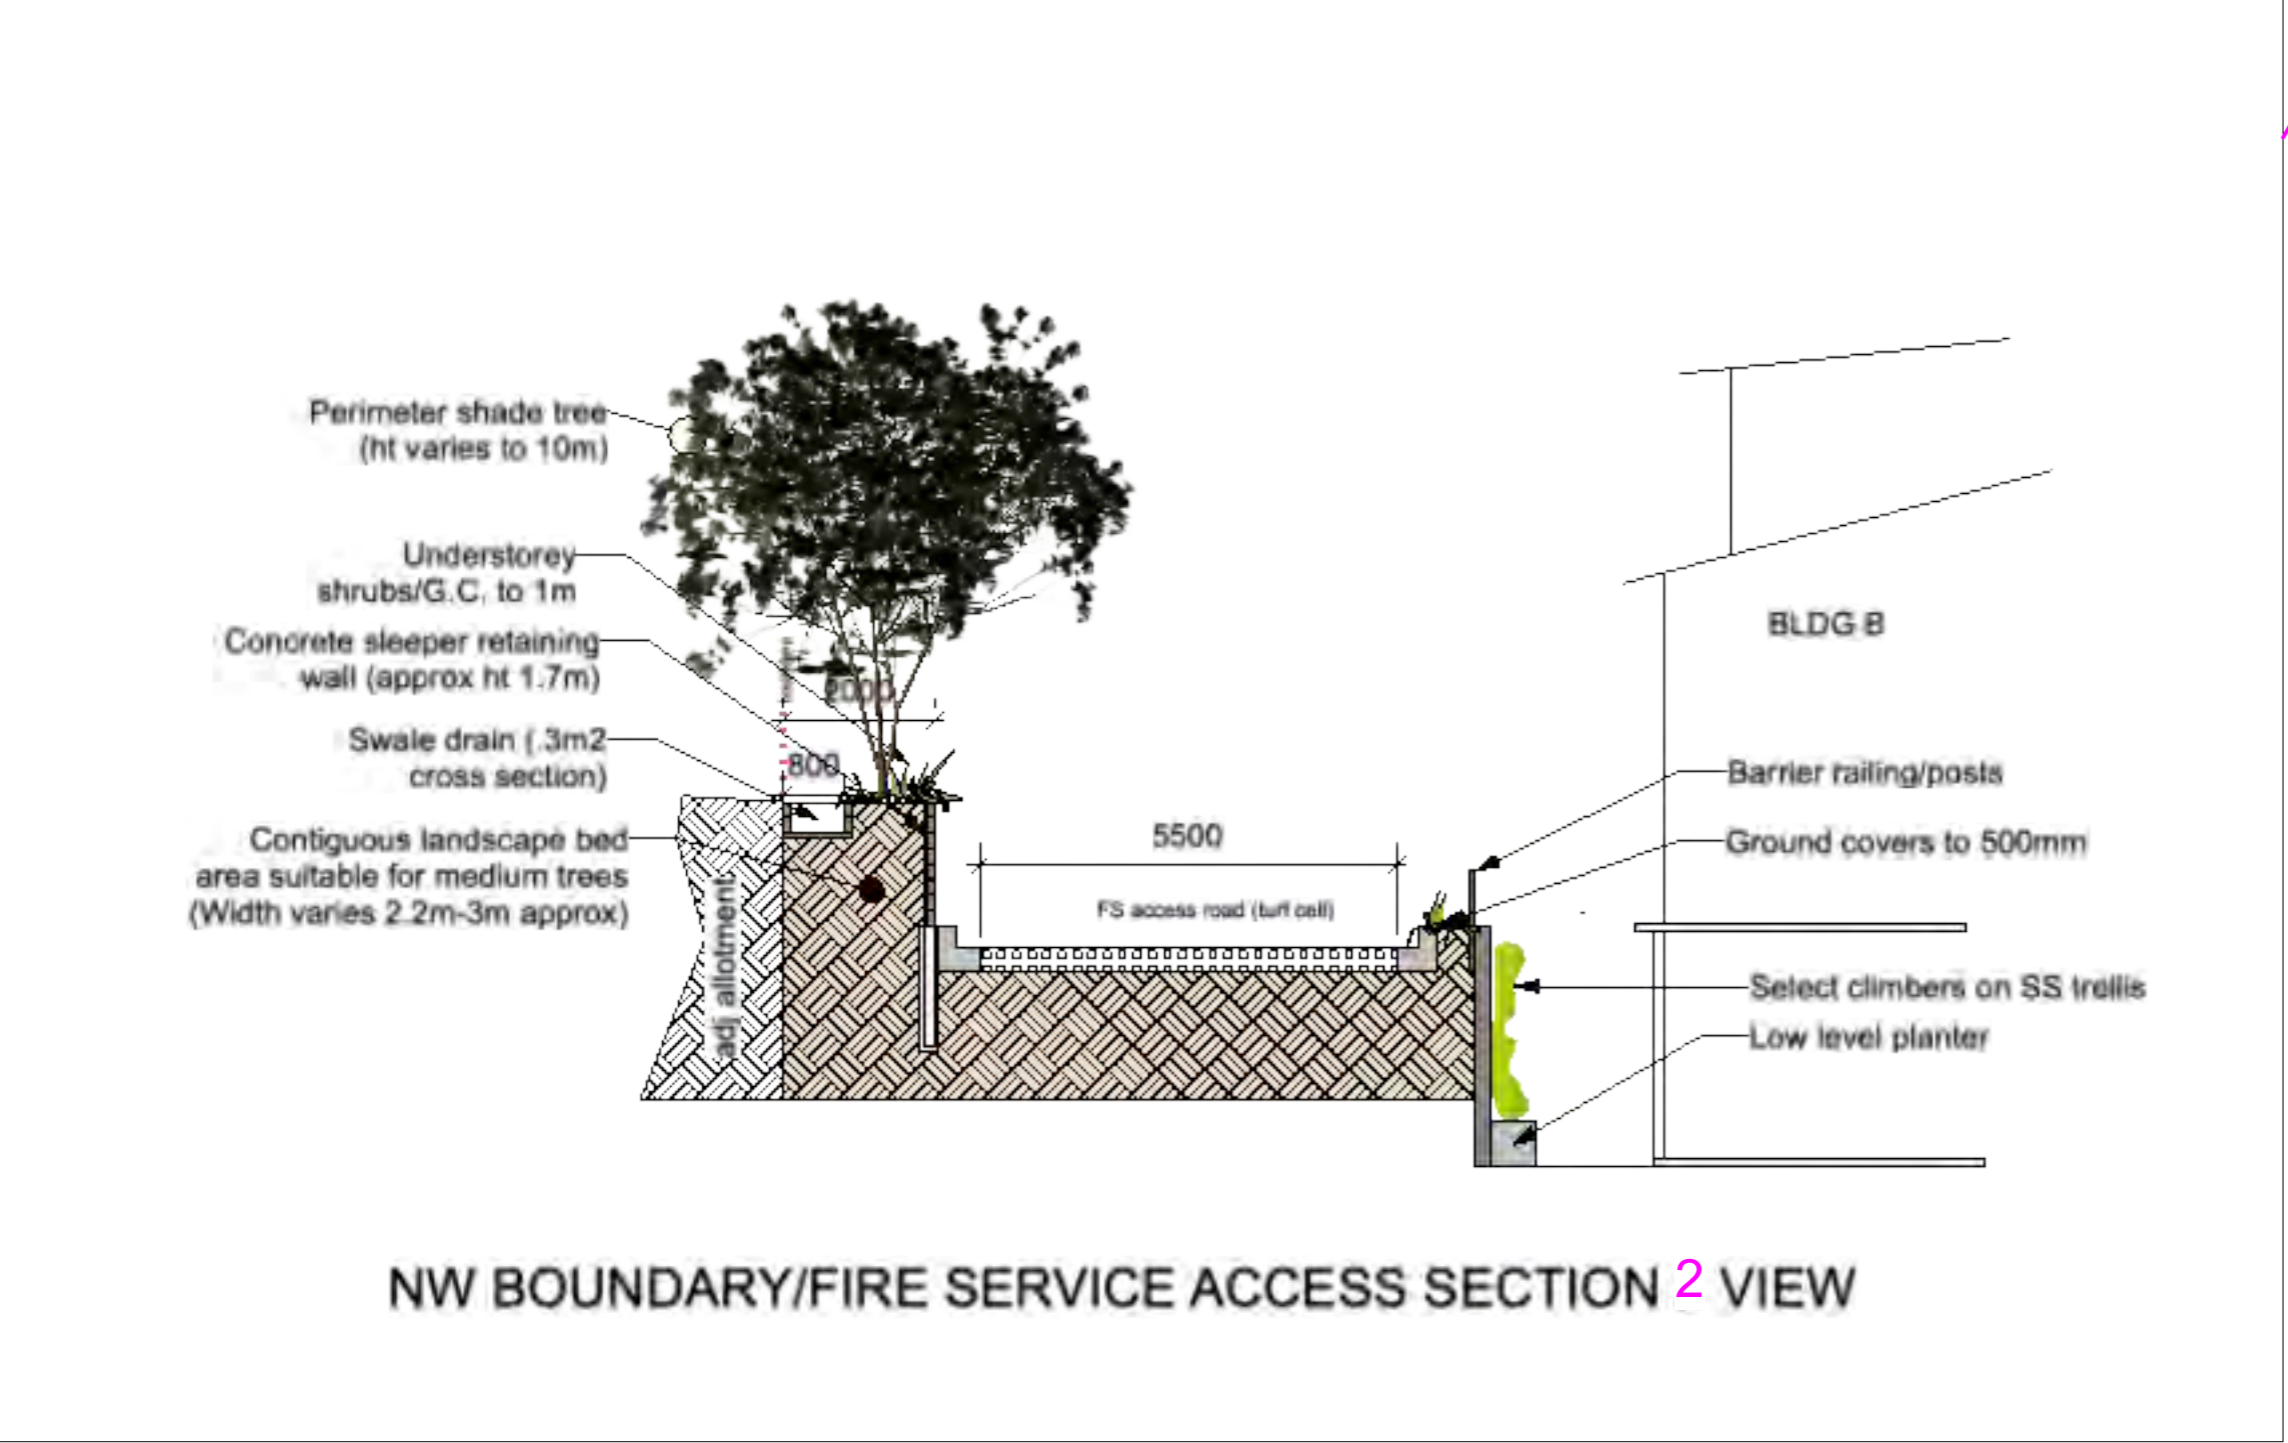 Perimeter shade tree
(ht varies to 10m)
Understorey
shrubs/G.C. to 1m
Concrete sleeper retaining
wall (approx ht 1.7m)
2000
Swale drain (.3m2
cross section)
800
Contiguous landscape bed
area suitable for medium trees
(Width varies 2.2m-3m approx)
adj allotment
5500
FS access road (turf cell)
BLDG B
Barrier railing/posts
Ground covers to 500mm
Select climbers on SS trellis
Low level planter
NW BOUNDARY/FIRE SERVICE ACCESS SECTION 2 VIEW